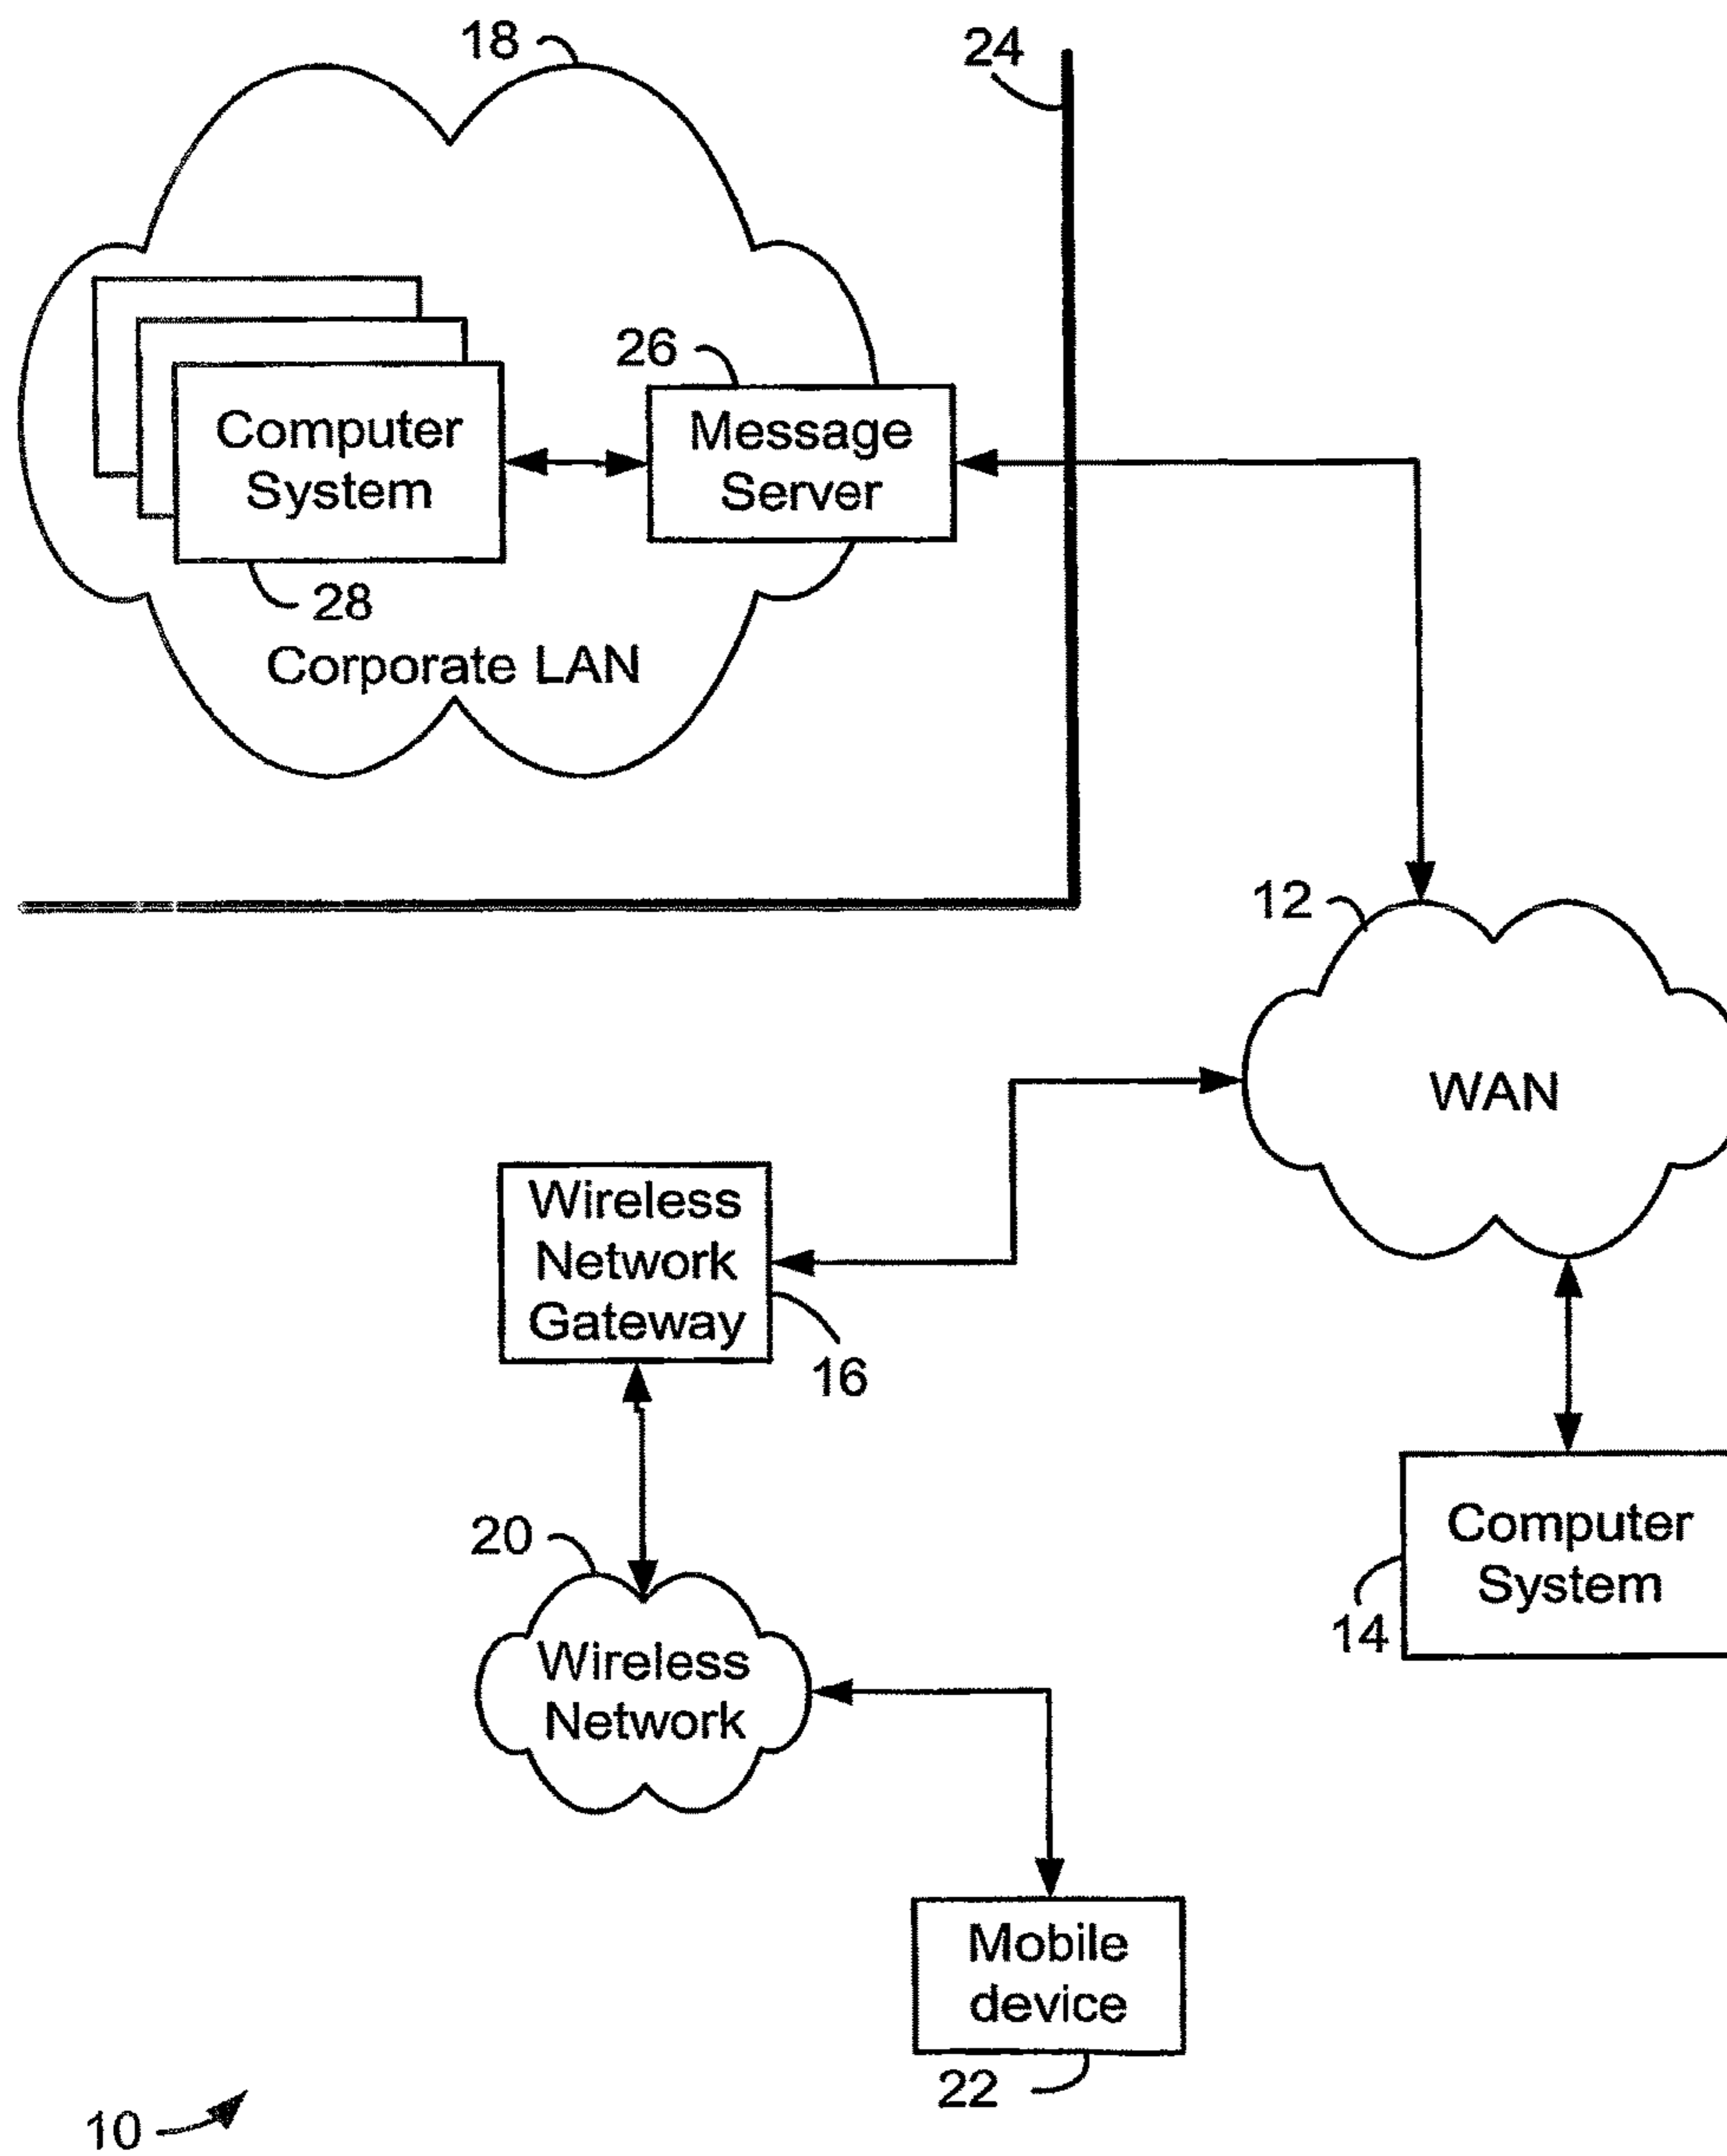 18
24
26
Computer
System
Message
Server
28
Corporate LAN
12
WAN
Wireless
Network
Gateway
16
20
Computer
System
14
Wireless
Network
Mobile
device
22
10